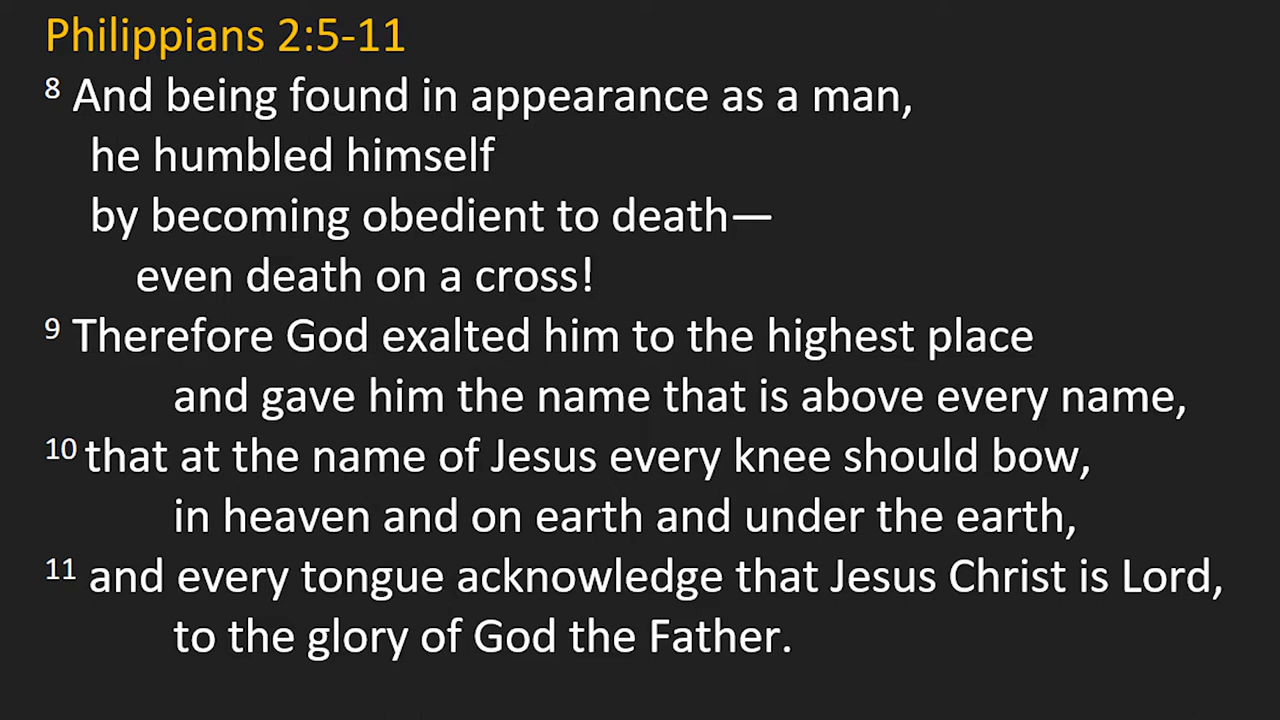 Philippians 2:5-11
8 And being found in appearance as a man,
he humbled himself
by becoming obedient to death—
even death on a cross!
9 Therefore God exalted him to the highest place
and gave him the name that is above every name,
10 that at the name of Jesus every knee should bow,
in heaven and on earth and under the earth,
11 and every tongue acknowledge that Jesus Christ is Lord,
to the glory of God the Father.